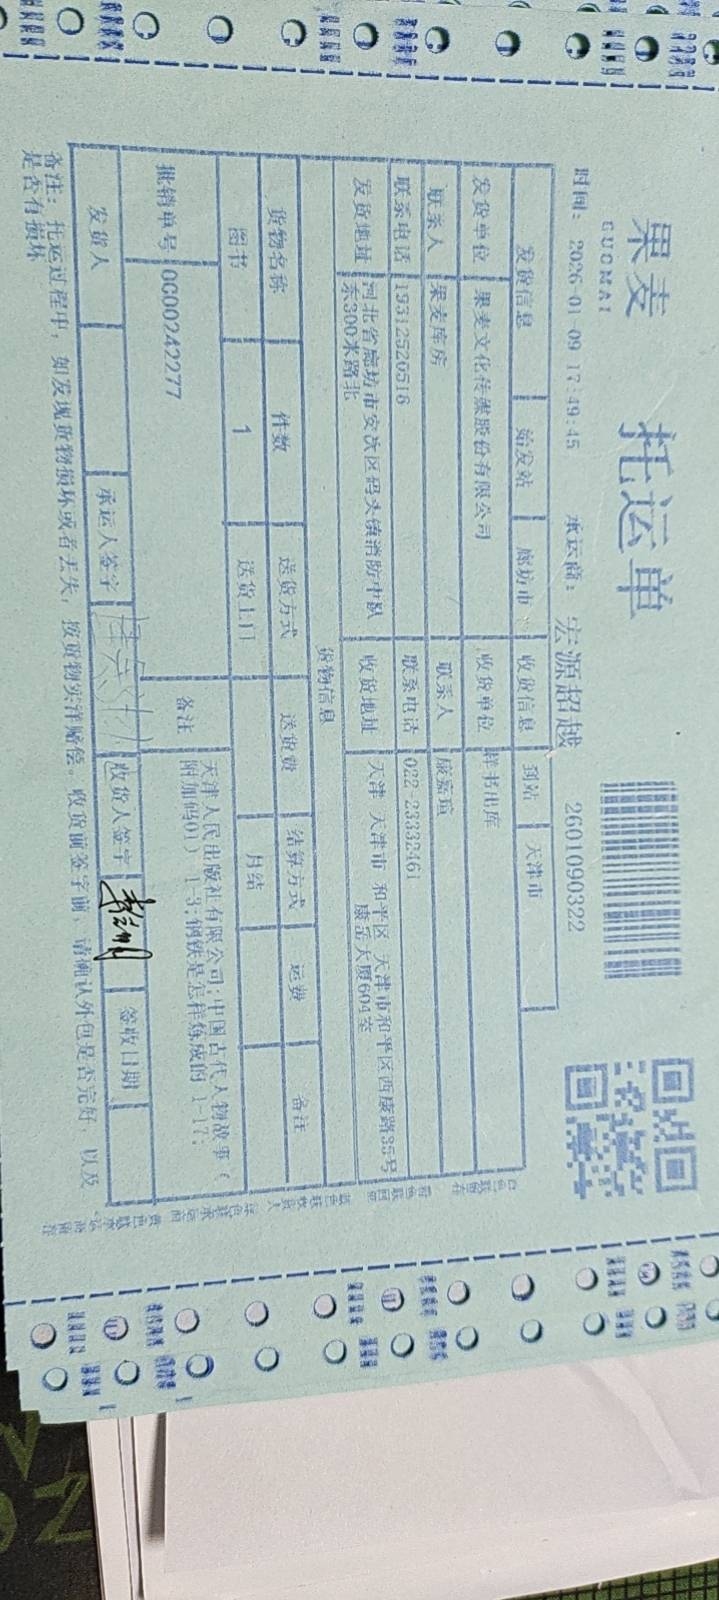 果麦
GUOMAI
托运单
时间: 2026-01-09 17:49:45 承运商: 宏源超越 2601090322
发货信息 始发站 廊坊市 收货信息 到站 天津市
发货单位 果麦文化传媒股份有限公司 收货单位 样书出库
联系人 果麦库房 联系人 康嘉瑄
联系电话 19312520518 联系电话 022-23332461
发货地址 河北省廊坊市安次区码头镇消防中队 收货地址 天津 天津市 和平区 天津市和平区西康路35号
东300米路北 康岳大厦604室
货物信息
货物名称 件数 送货方式 送货费 结算方式 运费 备注
图书 1 送货上门 月结
批销单号 0G00242277 备注 天津人民出版社有限公司:中国古代人物故事(
附加码01) 1-3;钢铁是怎样炼成的 1-17;
发货人 承运人签字 收货人签字 签收日期
备注: 托运过程中, 如发现货物损坏或者丢失, 按货物实洋赔偿。收货前签字前, 请确认外包是否完好, 以及
是否有损坏